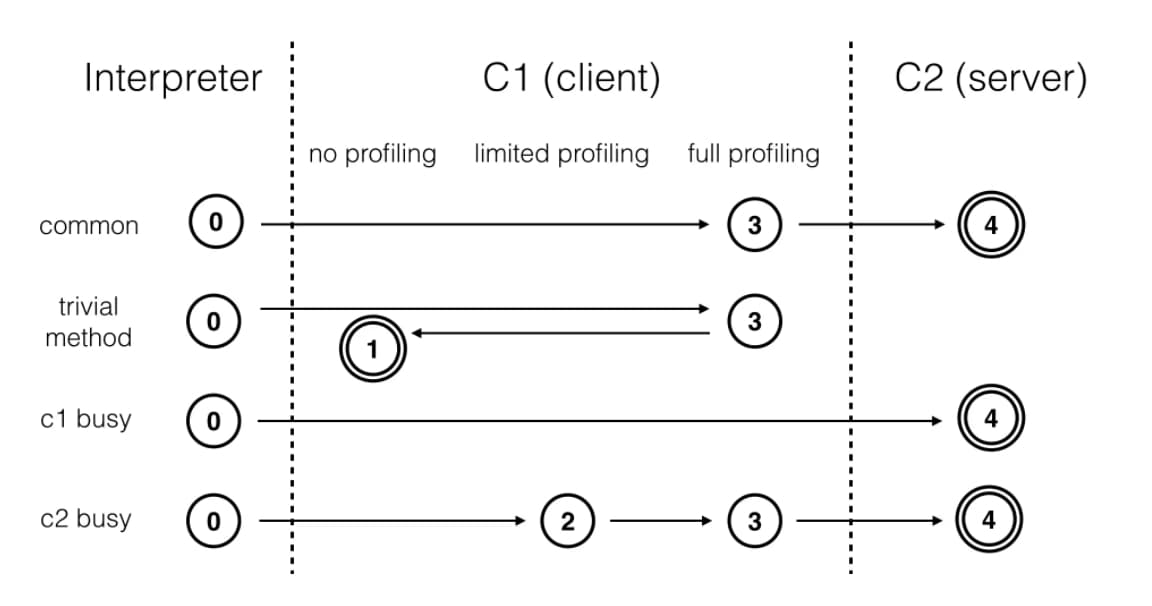 Interpreter
C1 (client)
C2 (server)
no profiling
limited profiling
full profiling
common
0
3
4
trivial
method
0
1
3
c1 busy
0
4
c2 busy
0
2
3
4